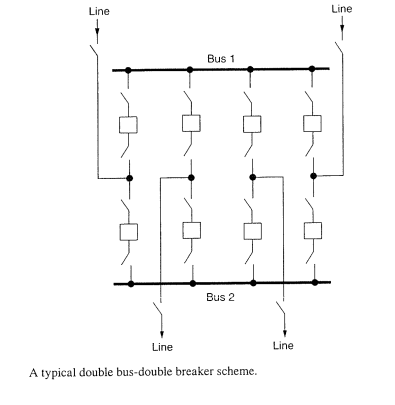 Line
Line
Bus 1
Bus 2
Line
Line
A typical double bus-double breaker scheme.